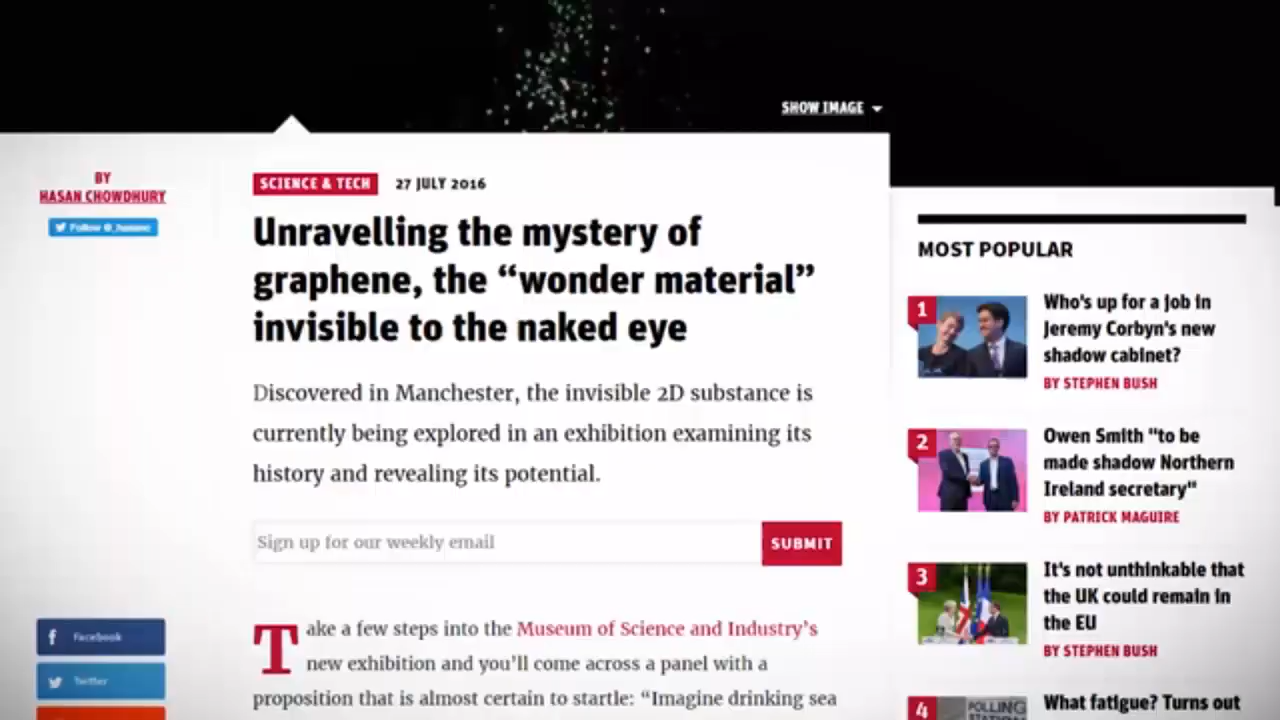 SHOW IMAGE
BY
HASAN CHOWDHURY
SCIENCE & TECH
27 JULY 2016
Unravelling the mystery of
graphene, the “wonder material”
invisible to the naked eye
Discovered in Manchester, the invisible 2D substance is
currently being explored in an exhibition examining its
history and revealing its potential.
Sign up for our weekly email
SUBMIT
Facebook
Twitter
Take a few steps into the Museum of Science and Industry’s
new exhibition and you’ll come across a panel with a
proposition that is almost certain to startle: “Imagine drinking sea
MOST POPULAR
1
Who's up for a job in
Jeremy Corbyn's new
shadow cabinet?
BY STEPHEN BUSH
2
Owen Smith "to be
made shadow Northern
Ireland secretary"
BY PATRICK MAGUIRE
3
It's not unthinkable that
the UK could remain in
the EU
BY STEPHEN BUSH
4
POLLING
STATION
What fatigue? Turns out